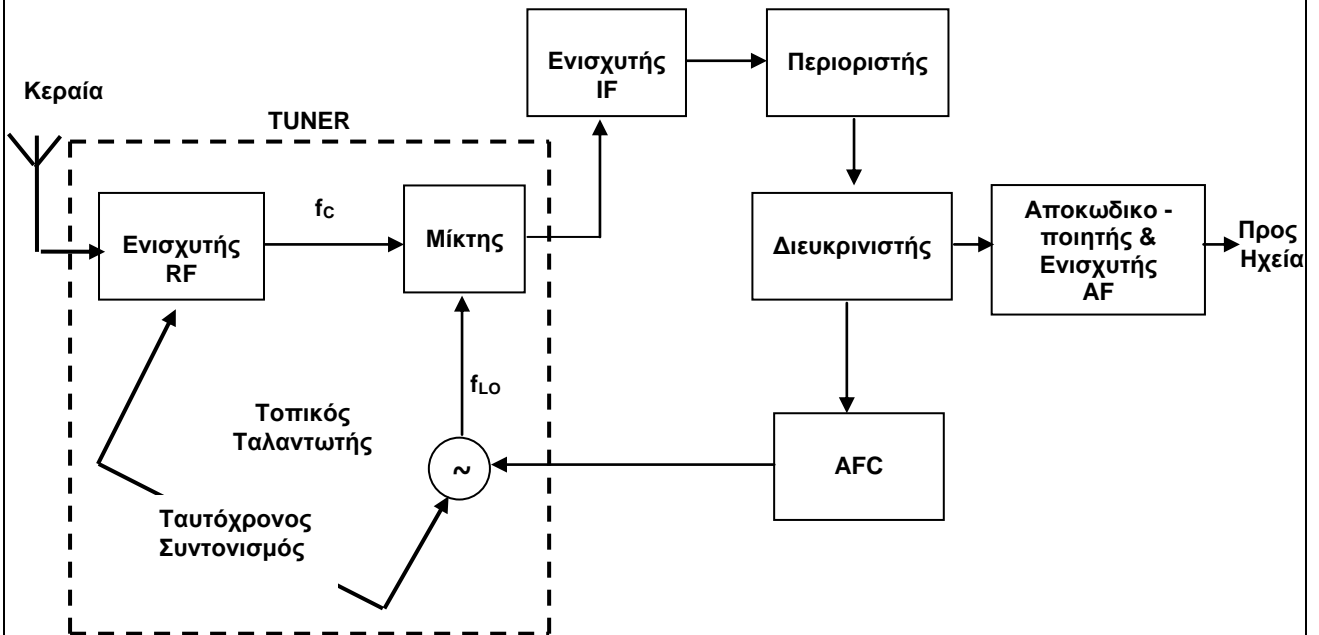 Κεραία
TUNER
Ενισχυτής
RF
fC
Μίκτης
Ενισχυτής
IF
Περιοριστής
Διευκρινιστής
Αποκωδικο -
ποιητής &
Ενισχυτής
AF
Προς
Ηχεία
fLO
Τοπικός
Ταλαντωτής
~
AFC
Ταυτόχρονος
Συντονισμός